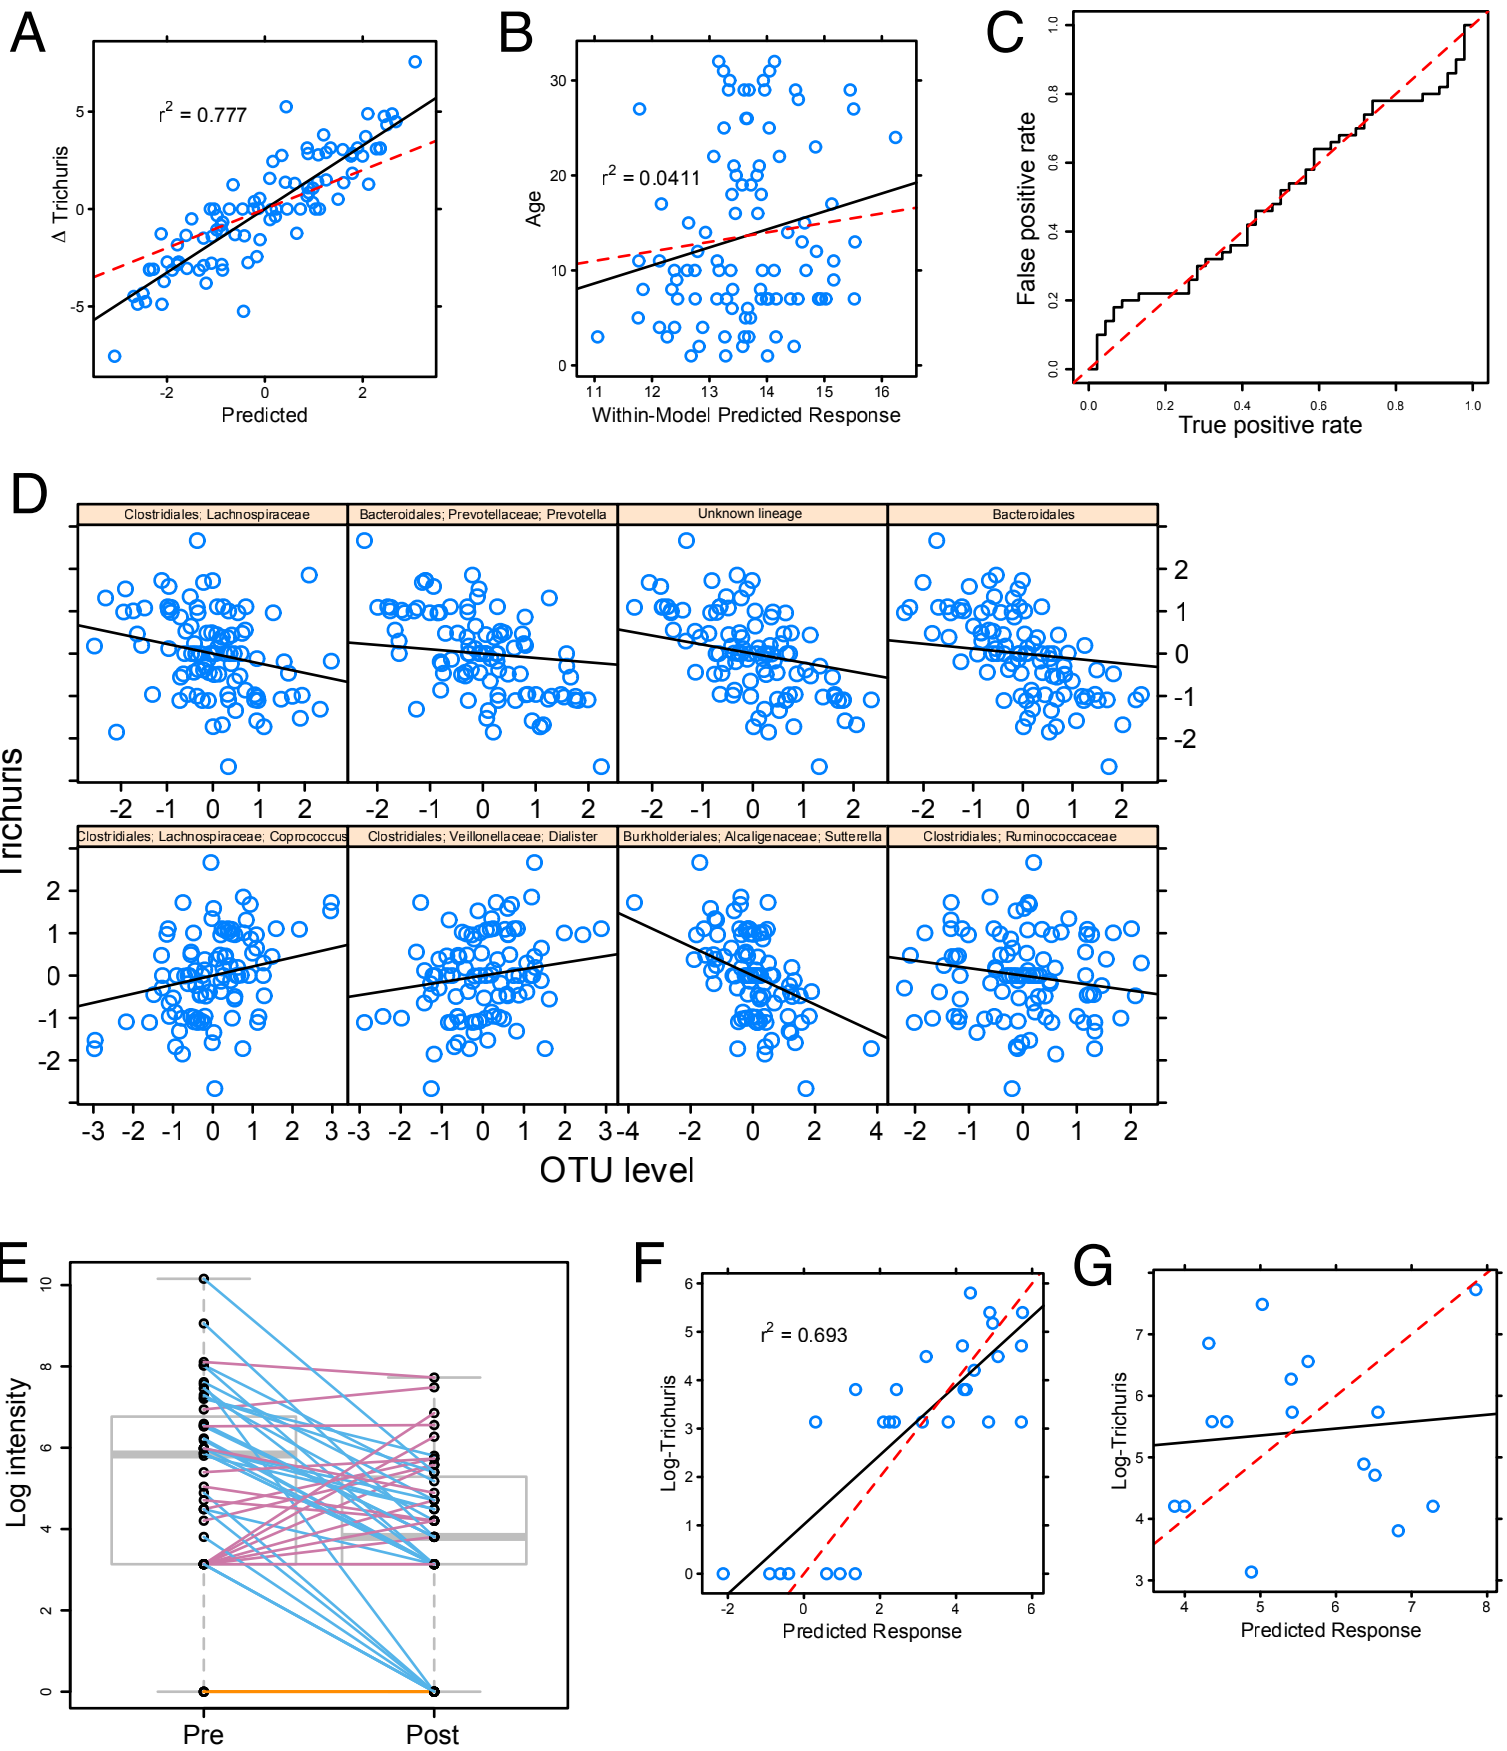 A
B
C
r² = 0.777
5
0
-5
Δ Trichuris
-2 0 2
Predicted
r² = 0.0411
30
20
10
0
Age
11 12 13 14 15 16
Within-Model Predicted Response
1.0
0.8
0.6
0.4
0.2
0.0
False positive rate
0.0 0.2 0.4 0.6 0.8 1.0
True positive rate
D
Clostridiales; Lachnospiraceae
Bacteroidales; Prevotellaceae; Prevotella
Unknown lineage
Bacteroidales
2
1
0
-1
-2
-2 -1 0 1 2
-2 -1 0 1 2
-2 -1 0 1 2
-2 -1 0 1 2
Trichuris
Clostridiales; Lachnospiraceae; Coprococcus
Clostridiales; Veillonellaceae; Dialister
Burkholderiales; Alcaligenaceae; Sutterella
Clostridiales; Ruminococcaceae
2
1
0
-1
-2
-3 -2 -1 0 1 2 3
-3 -2 -1 0 1 2 3
-4 -2 0 2 4
-2 -1 0 1 2
OTU level
E
10
8
6
4
2
0
Log intensity
Pre Post
F
r² = 0.693
6
5
4
3
2
1
0
Log-Trichuris
-2 0 2 4 6
Predicted Response
G
7
6
5
4
3
Log-Trichuris
4 5 6 7 8
Predicted Response